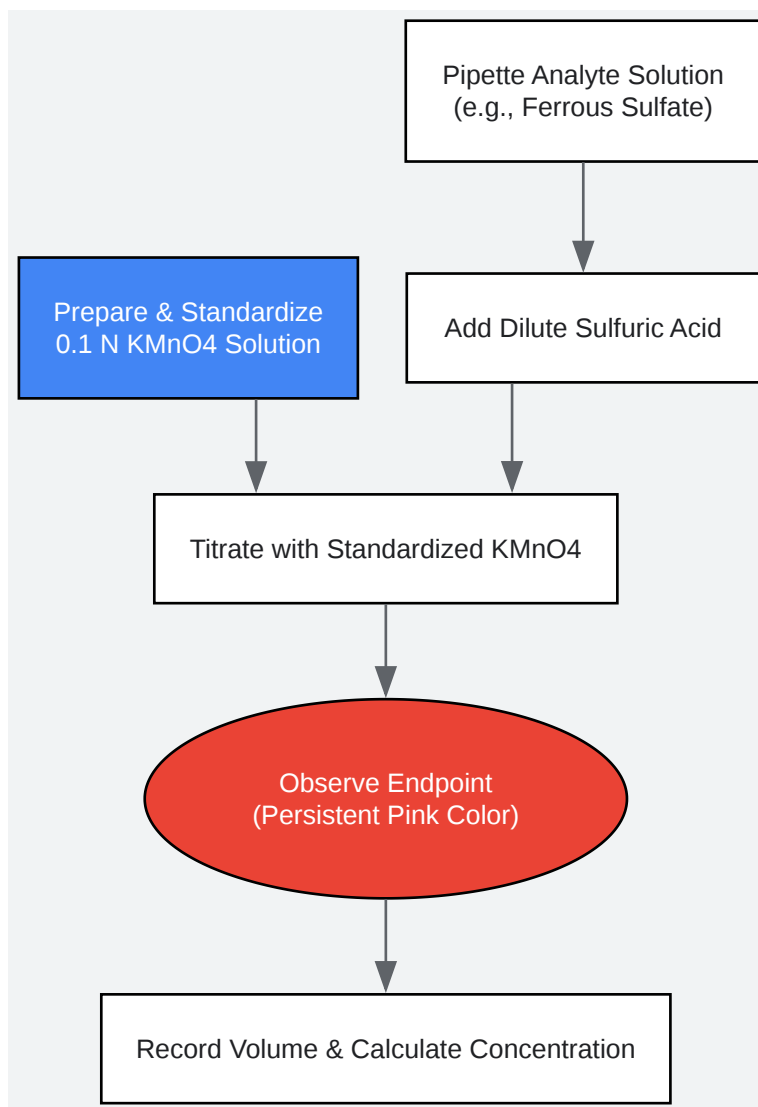 Pipette Analyte Solution
(e.g., Ferrous Sulfate)
Prepare & Standardize
0.1 N KMnO4 Solution
Add Dilute Sulfuric Acid
Titrate with Standardized KMnO4
Observe Endpoint
(Persistent Pink Color)
Record Volume & Calculate Concentration